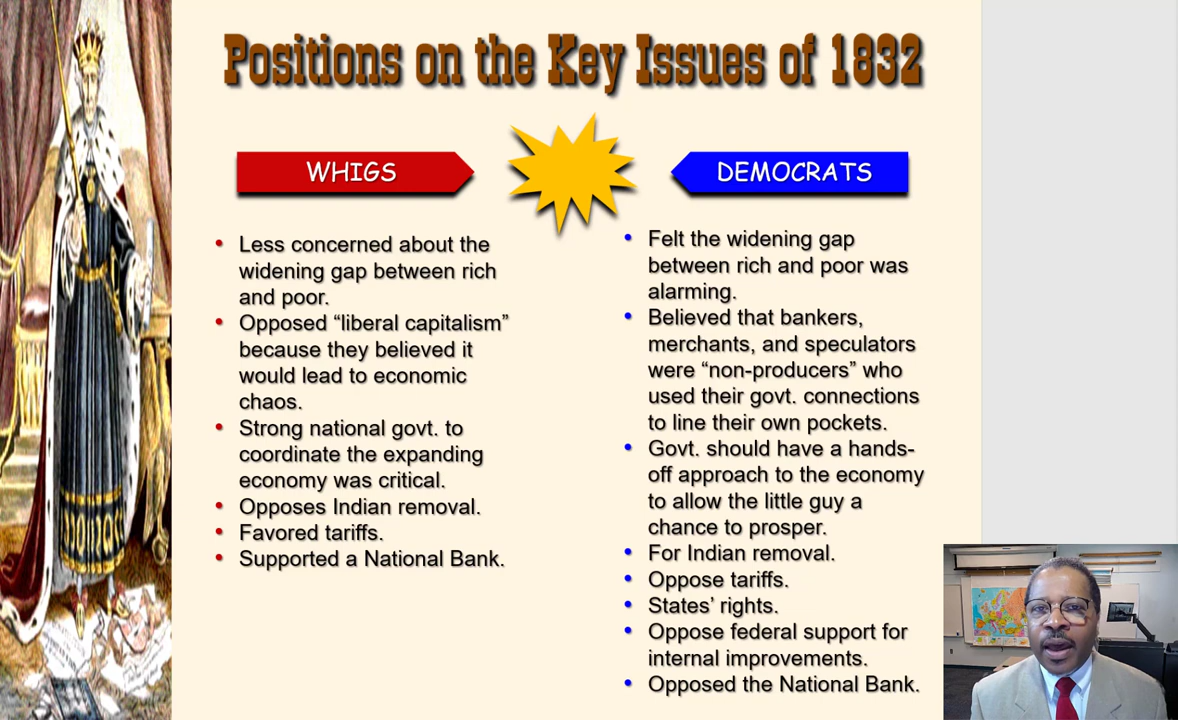 Positions on the Key Issues of 1832
WHIGS
• Less concerned about the
widening gap between rich
and poor.
• Opposed “liberal capitalism”
because they believed it
would lead to economic
chaos.
• Strong national govt. to
coordinate the expanding
economy was critical.
• Opposes Indian removal.
• Favored tariffs.
• Supported a National Bank.
DEMOCRATS
• Felt the widening gap
between rich and poor was
alarming.
• Believed that bankers,
merchants, and speculators
were “non-producers” who
used their govt. connections
to line their own pockets.
• Govt. should have a hands-
off approach to the economy
to allow the little guy a
chance to prosper.
• For Indian removal.
• Oppose tariffs.
• States’ rights.
• Oppose federal support for
internal improvements.
• Opposed the National Bank.